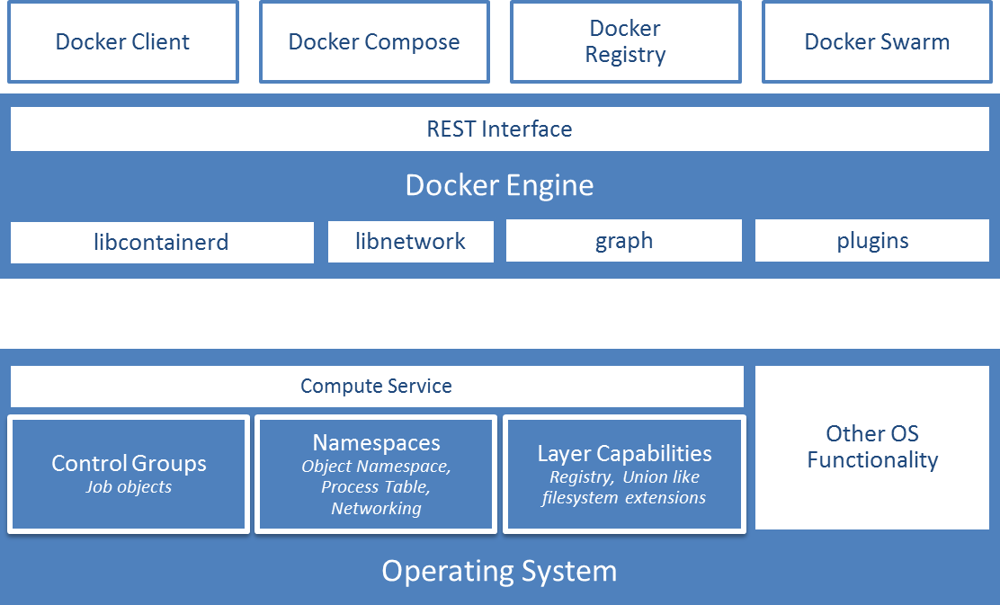 Docker Client
Docker Compose
Docker
Registry
Docker Swarm
REST Interface
Docker Engine
libcontainerd
libnetwork
graph
plugins
Compute Service
Control Groups
Job objects
Namespaces
Object Namespace,
Process Table,
Networking
Layer Capabilities
Registry, Union like
filesystem extensions
Other OS
Functionality
Operating System